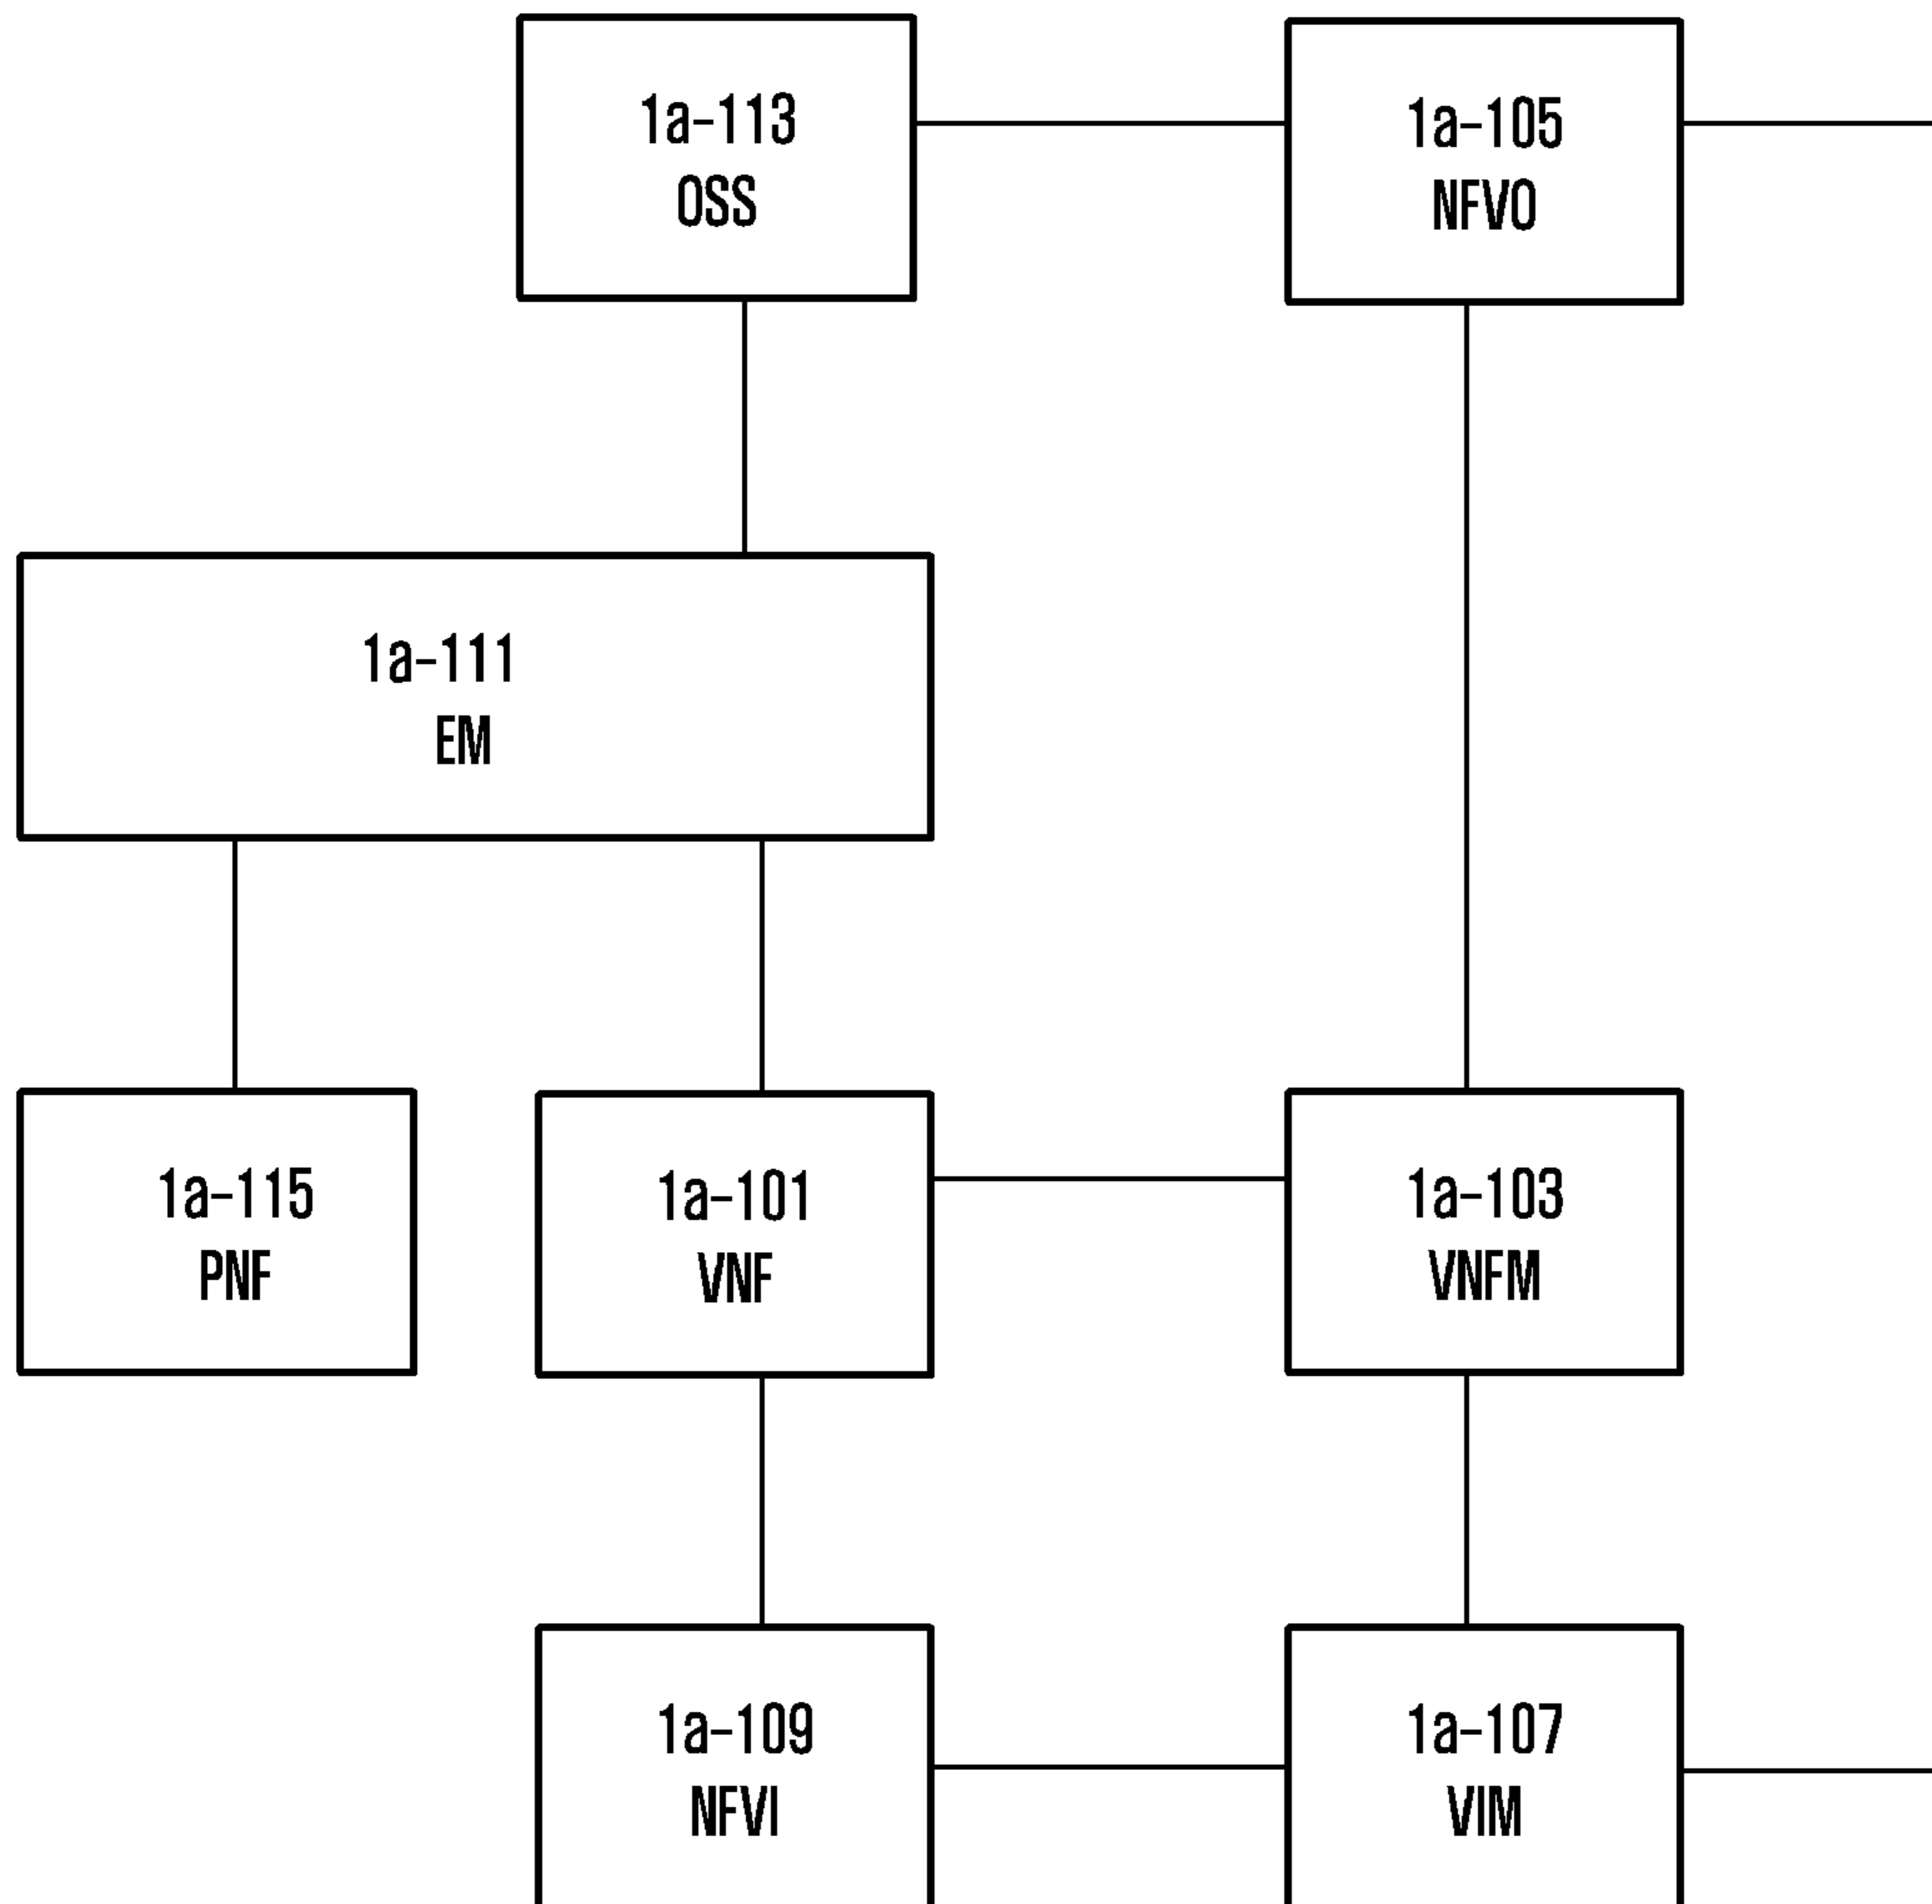 1a-113
OSS
1a-105
NFVO
1a-111
EM
1a-115
PNF
1a-101
VNF
1a-103
VNFM
1a-109
NFVI
1a-107
VIM